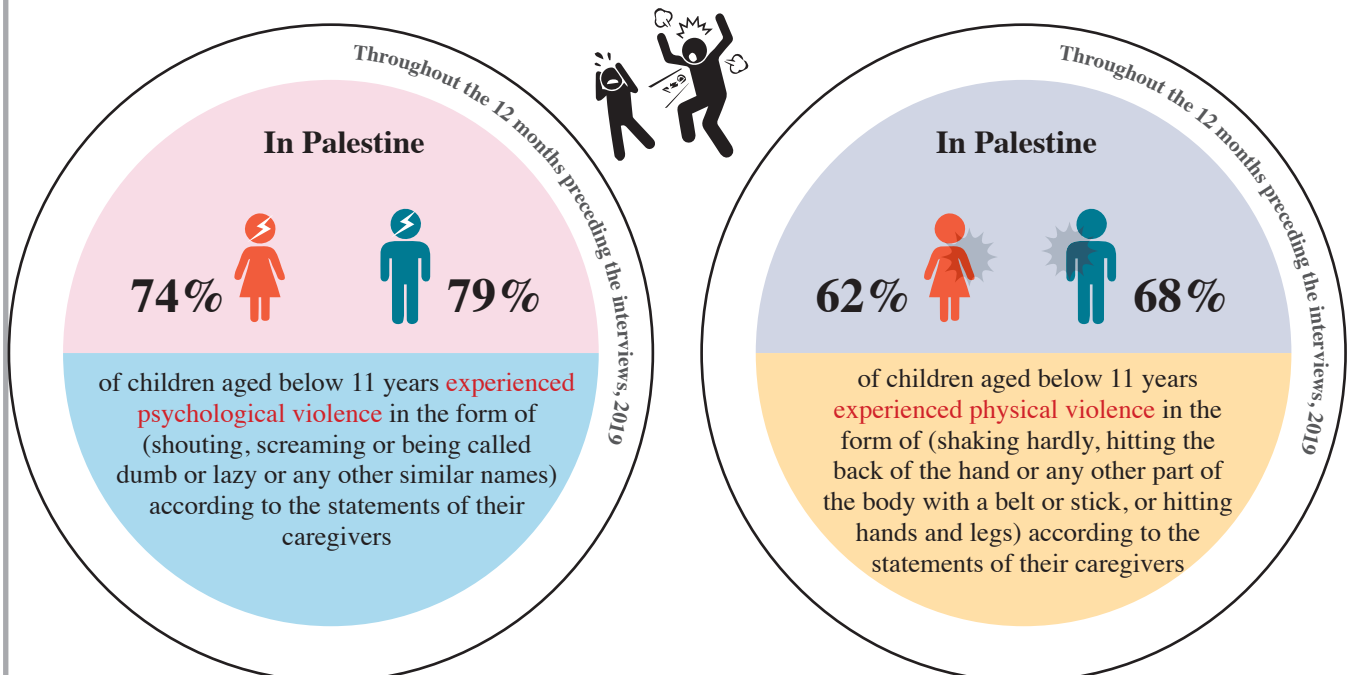 Throughout the 12 months preceding the interviews, 2019
In Palestine
74%
79%
of children aged below 11 years experienced
psychological violence in the form of
(shouting, screaming or being called
dumb or lazy or any other similar names)
according to the statements of their
caregivers
Throughout the 12 months preceding the interviews, 2019
In Palestine
62%
68%
of children aged below 11 years
experienced physical violence in the
form of (shaking hardly, hitting the
back of the hand or any other part of
the body with a belt or stick, or hitting
hands and legs) according to the
statements of their caregivers